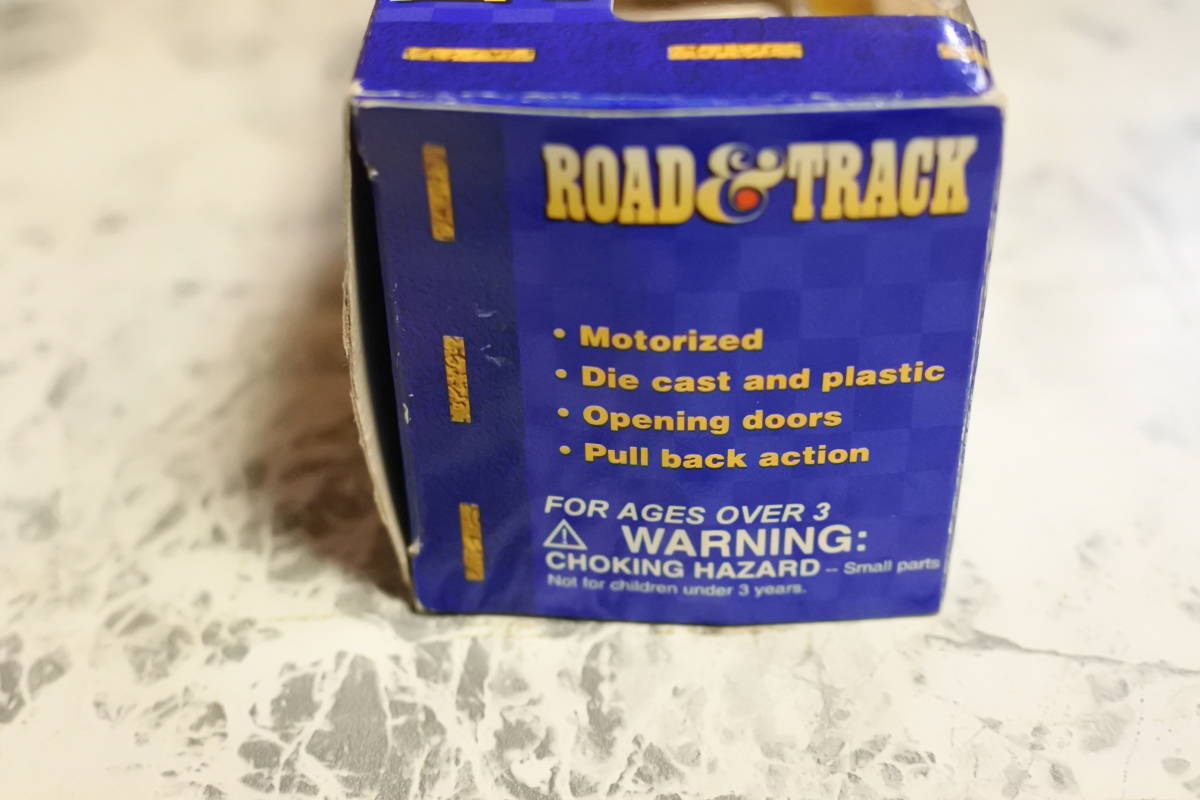 ROAD & TRACK
• Motorized
• Die cast and plastic
• Opening doors
• Pull back action
FOR AGES OVER 3
⚠ WARNING:
CHOKING HAZARD -- Small parts
Not for children under 3 years.